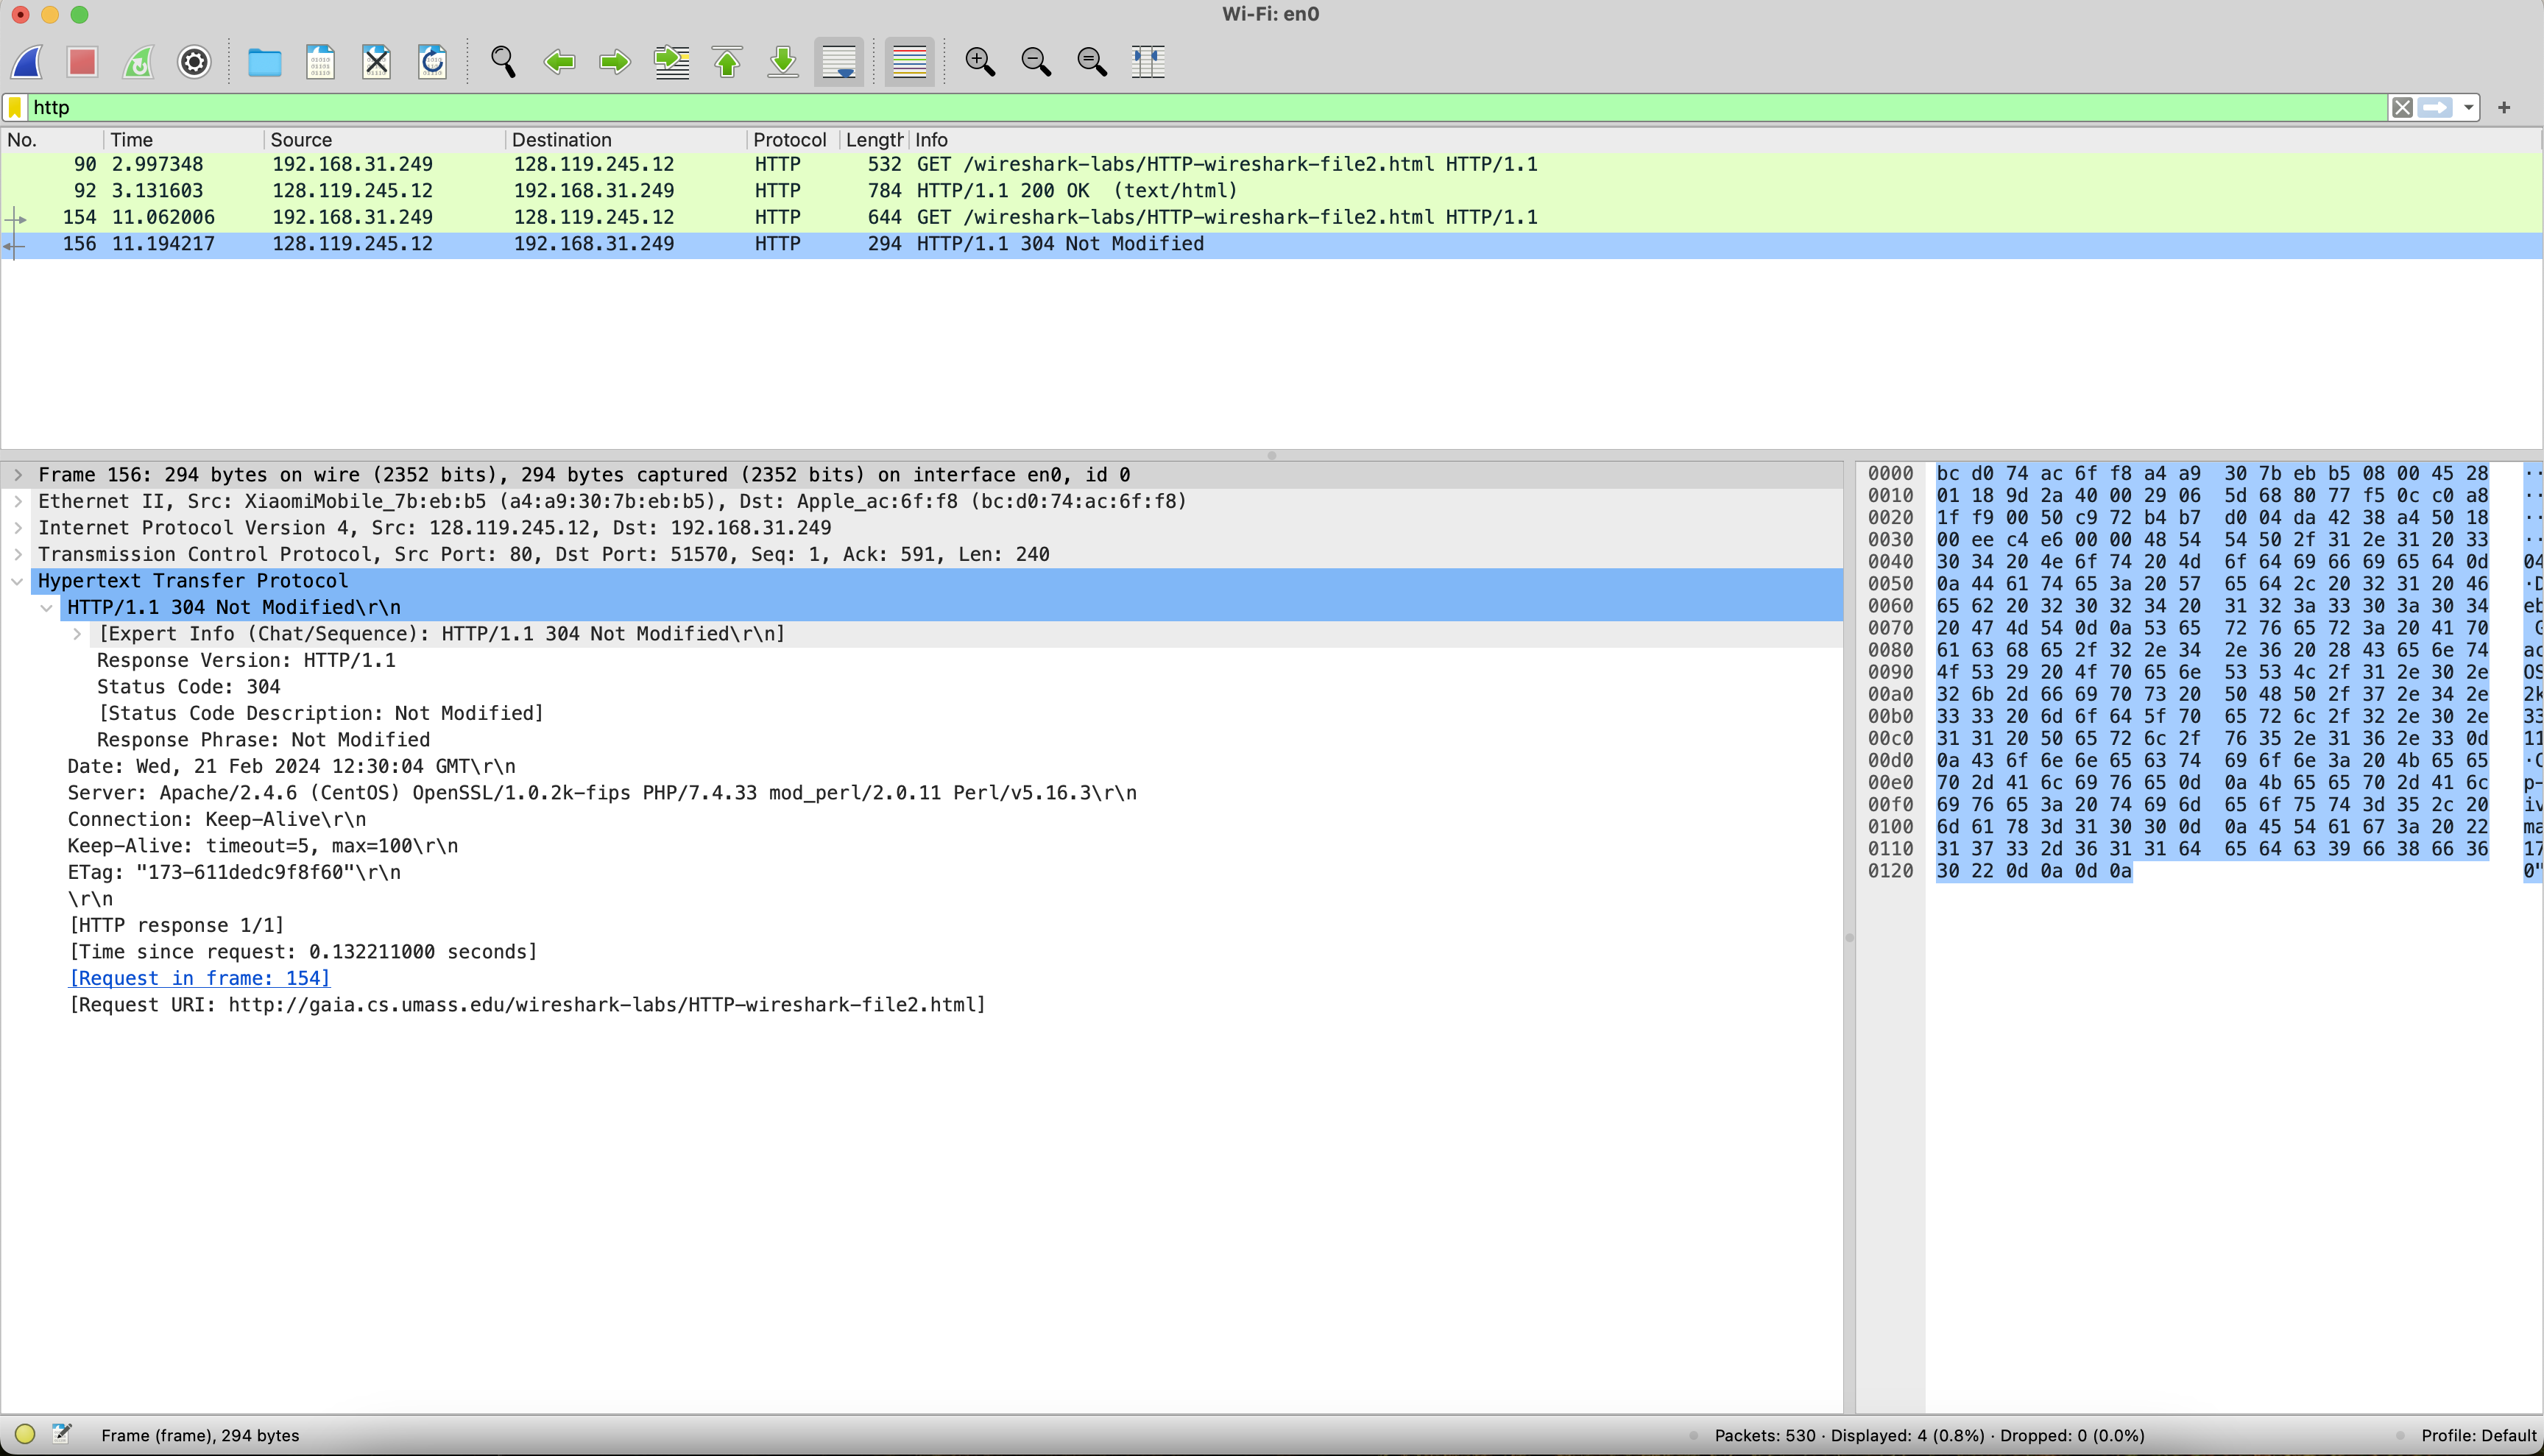 Wi-Fi: en0
http
No. Time Source Destination Protocol Length Info
90 2.997348 192.168.31.249 128.119.245.12 HTTP 532 GET /wireshark-labs/HTTP-wireshark-file2.html HTTP/1.1
92 3.131603 128.119.245.12 192.168.31.249 HTTP 784 HTTP/1.1 200 OK  (text/html)
154 11.062006 192.168.31.249 128.119.245.12 HTTP 644 GET /wireshark-labs/HTTP-wireshark-file2.html HTTP/1.1
156 11.194217 128.119.245.12 192.168.31.249 HTTP 294 HTTP/1.1 304 Not Modified
Frame 156: 294 bytes on wire (2352 bits), 294 bytes captured (2352 bits) on interface en0, id 0
Ethernet II, Src: XiaomiMobile_7b:eb:b5 (a4:a9:30:7b:eb:b5), Dst: Apple_ac:6f:f8 (bc:d0:74:ac:6f:f8)
Internet Protocol Version 4, Src: 128.119.245.12, Dst: 192.168.31.249
Transmission Control Protocol, Src Port: 80, Dst Port: 51570, Seq: 1, Ack: 591, Len: 240
Hypertext Transfer Protocol
HTTP/1.1 304 Not Modified\r\n
[Expert Info (Chat/Sequence): HTTP/1.1 304 Not Modified\r\n]
Response Version: HTTP/1.1
Status Code: 304
[Status Code Description: Not Modified]
Response Phrase: Not Modified
Date: Wed, 21 Feb 2024 12:30:04 GMT\r\n
Server: Apache/2.4.6 (CentOS) OpenSSL/1.0.2k-fips PHP/7.4.33 mod_perl/2.0.11 Perl/v5.16.3\r\n
Connection: Keep-Alive\r\n
Keep-Alive: timeout=5, max=100\r\n
ETag: "173-611dedc9f8f60"\r\n
\r\n
[HTTP response 1/1]
[Time since request: 0.132211000 seconds]
[Request in frame: 154]
[Request URI: http://gaia.cs.umass.edu/wireshark-labs/HTTP-wireshark-file2.html]
0000 bc d0 74 ac 6f f8 a4 a9 30 7b eb b5 08 00 45 28 ··
0010 01 18 9d 2a 40 00 29 06 5d 68 80 77 f5 0c c0 a8 ··
0020 1f f9 00 50 c9 72 b4 b7 d0 04 da 42 38 a4 50 18 ··
0030 00 ee c4 e6 00 00 48 54 54 50 2f 31 2e 31 20 33 ··
0040 30 34 20 4e 6f 74 20 4d 6f 64 69 66 69 65 64 0d 04
0050 0a 44 61 74 65 3a 20 57 65 64 2c 20 32 31 20 46 ·D
0060 65 62 20 32 30 32 34 20 31 32 3a 33 30 3a 30 34 eb
0070 20 47 4d 54 0d 0a 53 65 72 76 65 72 3a 20 41 70 G
0080 61 63 68 65 2f 32 2e 34 2e 36 20 28 43 65 6e 74 ac
0090 4f 53 29 20 4f 70 65 6e 53 53 4c 2f 31 2e 30 2e OS
00a0 32 6b 2d 66 69 70 73 20 50 48 50 2f 37 2e 34 2e 2k
00b0 33 33 20 6d 6f 64 5f 70 65 72 6c 2f 32 2e 30 2e 33
00c0 31 31 20 50 65 72 6c 2f 76 35 2e 31 36 2e 33 0d 11
00d0 0a 43 6f 6e 6e 65 63 74 69 6f 6e 3a 20 4b 65 65 ·C
00e0 70 2d 41 6c 69 76 65 0d 0a 4b 65 65 70 2d 41 6c p-
00f0 69 76 65 3a 20 74 69 6d 65 6f 75 74 3d 35 2c 20 iv
0100 6d 61 78 3d 31 30 30 0d 0a 45 54 61 67 3a 20 22 ma
0110 31 37 33 2d 36 31 31 64 65 64 63 39 66 38 66 36 17
0120 30 22 0d 0a 0d 0a 0"
Frame (frame), 294 bytes
Packets: 530 · Displayed: 4 (0.8%) · Dropped: 0 (0.0%)
Profile: Default